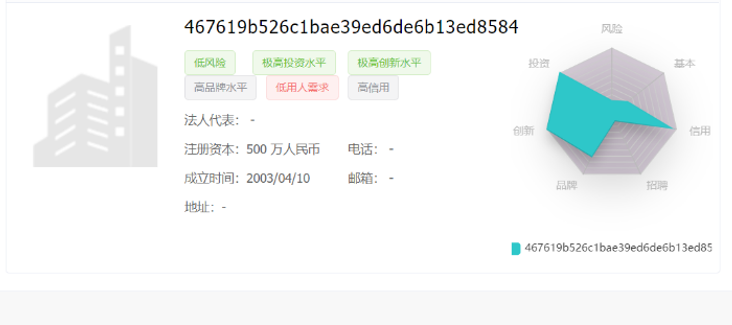 467619b526c1bae39ed6de6b13ed8584
低风险 极高投资水平 极高创新水平
高品牌水平 低用人需求 高信用
法人代表： -
注册资本：500 万人民币 电话： -
成立时间：2003/04/10 邮箱： -
地址：-
风险
投资 基本
创新 信用
品牌 招聘
467619b526c1bae39ed6de6b13ed85